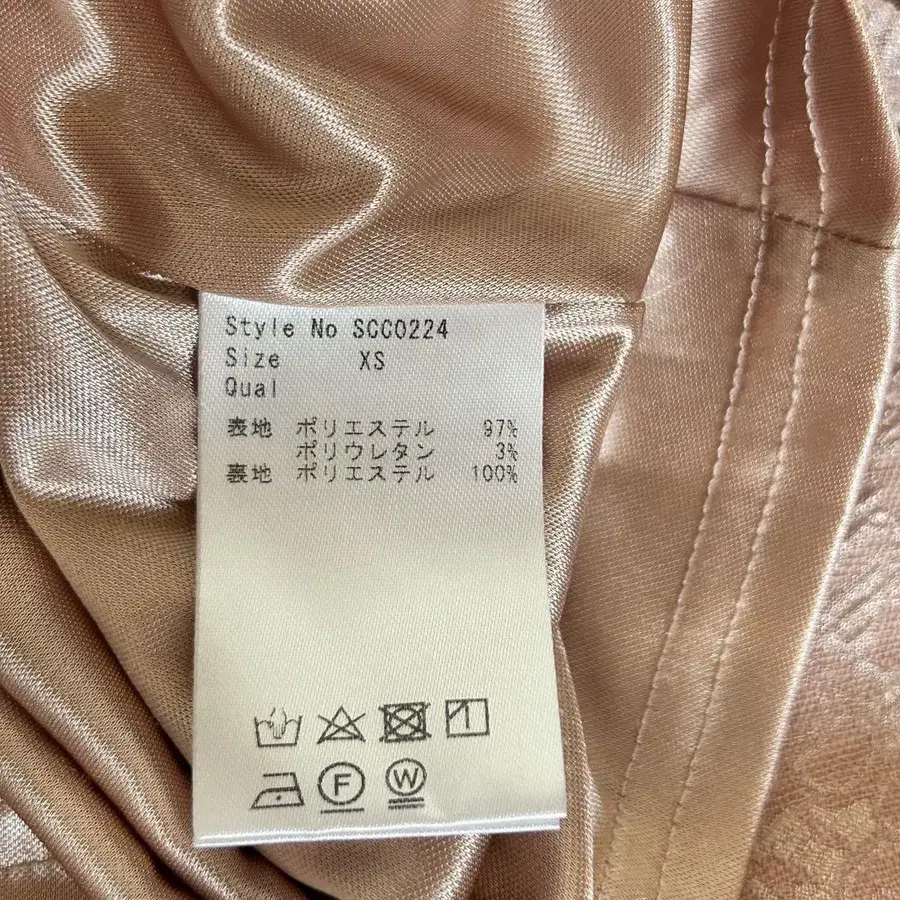 Style No SCC0224
Size XS
Qual
表地 ポリエステル 97%
ポリウレタン 3%
裏地 ポリエステル 100%
F
W